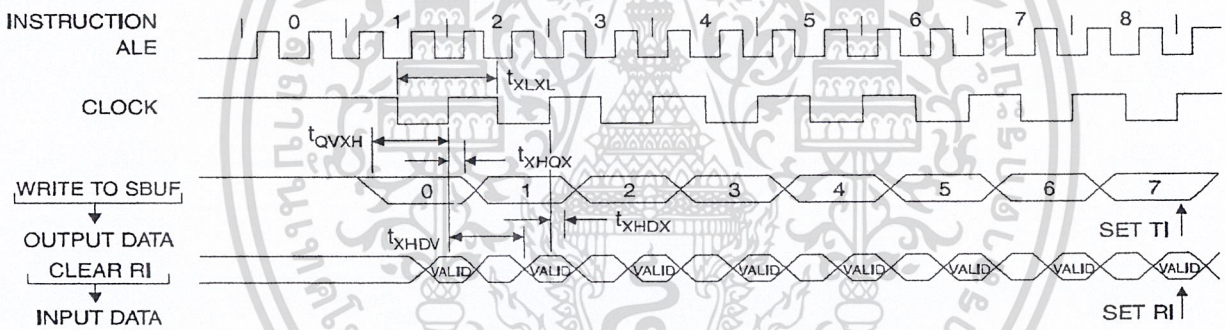 INSTRUCTION 0 1 2 3 4 5 6 7 8
ALE
tXLXL
CLOCK
tQVXH
tXHQX
WRITE TO SBUF
0 1 2 3 4 5 6 7
tXHDX
SET TI
OUTPUT DATA
tXHDV
CLEAR RI
VALID VALID VALID VALID VALID VALID VALID VALID
SET RI
INPUT DATA